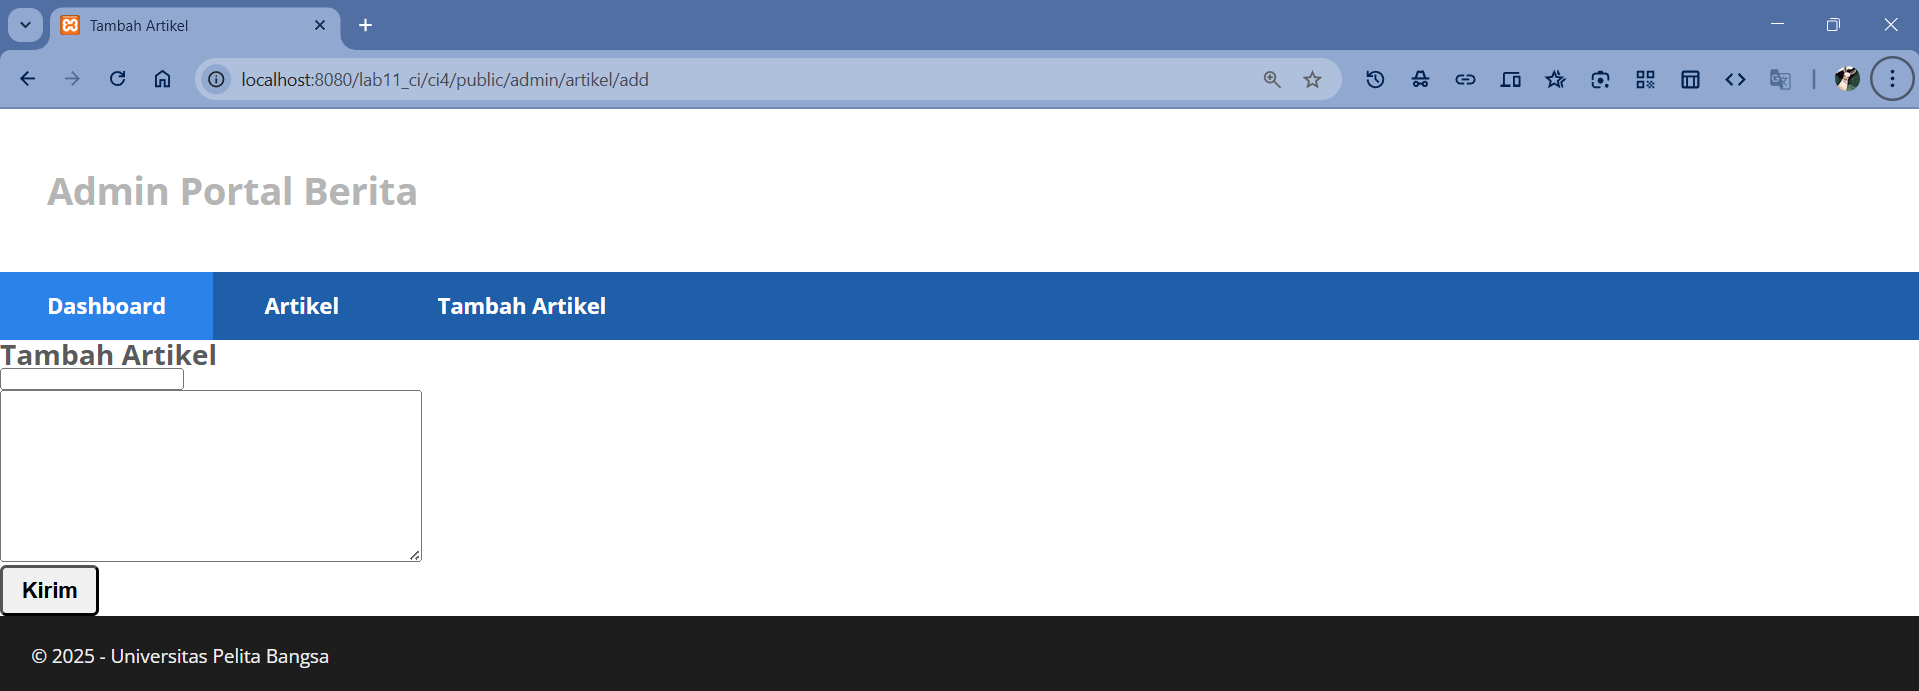 Tambah Artikel
localhost:8080/lab11_ci/ci4/public/admin/artikel/add
Admin Portal Berita
Dashboard Artikel Tambah Artikel
Tambah Artikel
Kirim
© 2025 - Universitas Pelita Bangsa